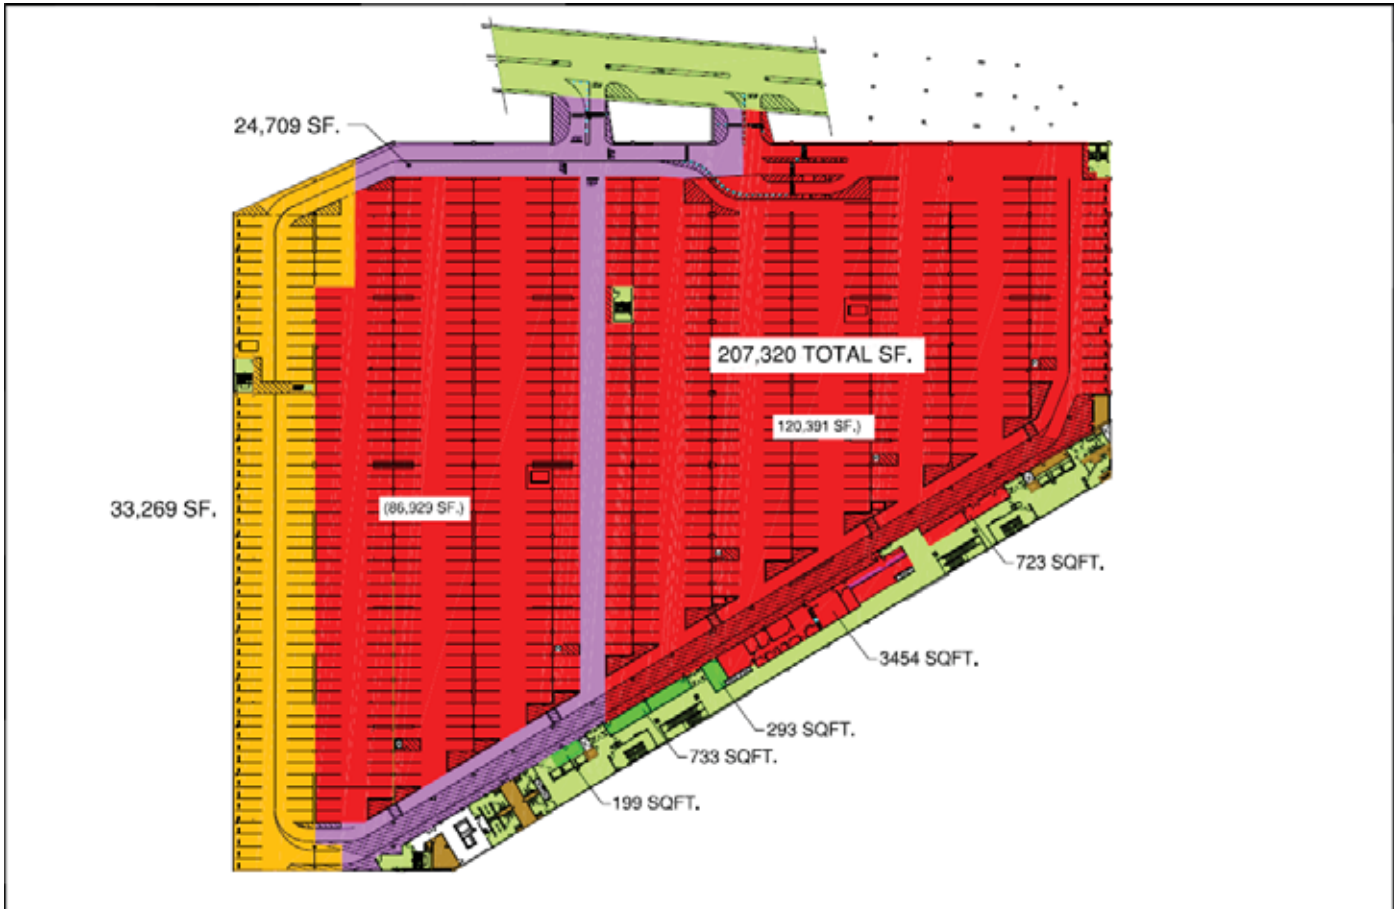 24,709 SF.
207,320 TOTAL SF.
120,391 SF.)
(86,929 SF.)
33,269 SF.
723 SQFT.
3454 SQFT.
293 SQFT.
733 SQFT.
199 SQFT.